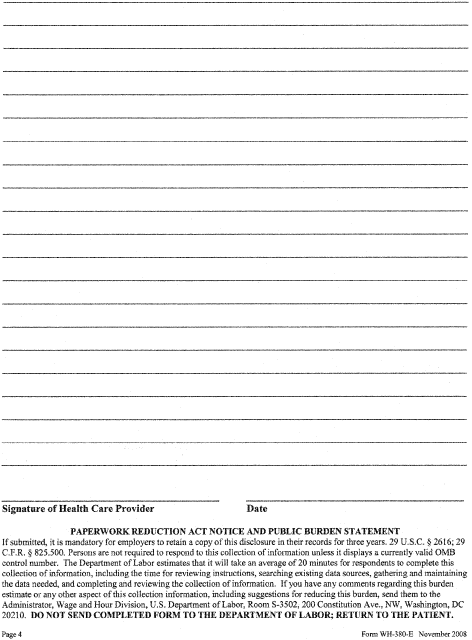 Signature of Health Care Provider Date
PAPERWORK REDUCTION ACT NOTICE AND PUBLIC BURDEN STATEMENT
If submitted, it is mandatory for employers to retain a copy of this disclosure in their records for three years. 29 U.S.C. § 2616; 29
C.F.R. § 825.500. Persons are not required to respond to this collection of information unless it displays a currently valid OMB
control number. The Department of Labor estimates that it will take an average of 20 minutes for respondents to complete this
collection of information, including the time for reviewing instructions, searching existing data sources, gathering and maintaining
the data needed, and completing and reviewing the collection of information. If you have any comments regarding this burden
estimate or any other aspect of this collection information, including suggestions for reducing this burden, send them to the
Administrator, Wage and Hour Division, U.S. Department of Labor, Room S-3502, 200 Constitution Ave., NW, Washington, DC
20210. DO NOT SEND COMPLETED FORM TO THE DEPARTMENT OF LABOR; RETURN TO THE PATIENT.
Page 4 Form WH-380-E November 2008